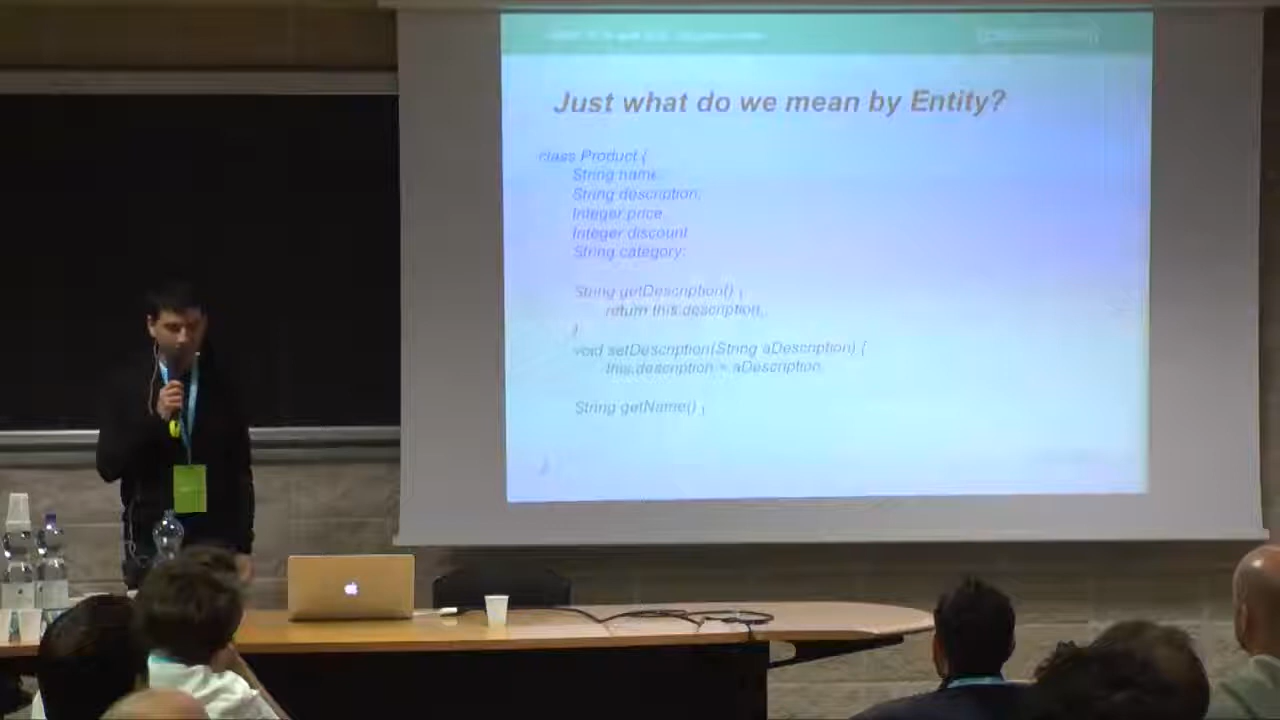 Just what do we mean by Entity?
class Product {
String name;
String description;
Integer price
Integer discount
String category;
String getDescription() {
return this.description;
}
void setDescription(String aDescription) {
this.description = aDescription
String getName() {
}